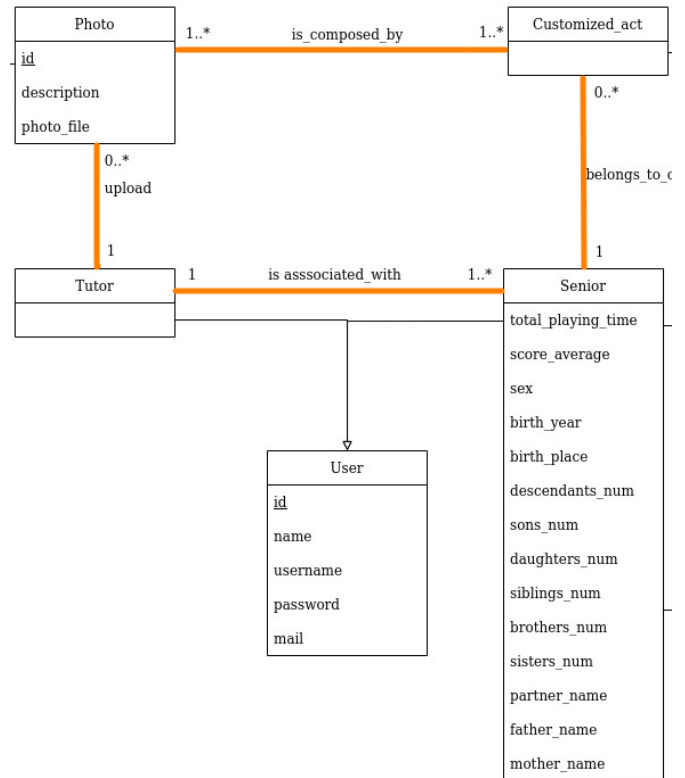 Photo
Customized_act
1..*
is_composed_by
1..*
id
description
photo_file
0..*
upload
1
0..*
belongs_to_
1
Tutor
1
is asssociated_with
1..*
Senior
total_playing_time
score_average
sex
birth_year
birth_place
descendants_num
sons_num
daughters_num
siblings_num
brothers_num
sisters_num
partner_name
father_name
mother_name
User
id
name
username
password
mail